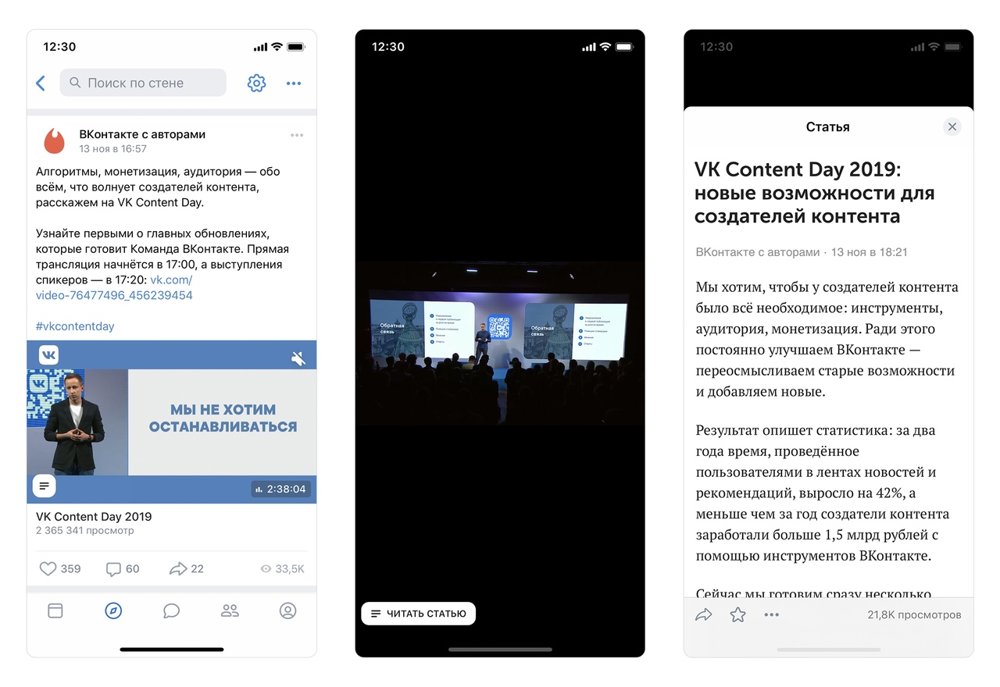 12:30
Поиск по стене
ВКонтакте с авторами
13 ноя в 16:57
Алгоритмы, монетизация, аудитория — обо
всём, что волнует создателей контента,
расскажем на VK Content Day.
Узнайте первыми о главных обновлениях,
которые готовит Команда ВКонтакте. Прямая
трансляция начнётся в 17:00, а выступления
спикеров — в 17:20: vk.com/
video-76477496_456239454
#vkcontentday
МЫ НЕ ХОТИМ
ОСТАНАВЛИВАТЬСЯ
2:38:04
VK Content Day 2019
2 365 341 просмотр
359
60
22
33,5K
12:30
Обратная
связь
Обратная
связь
ЧИТАТЬ СТАТЬЮ
12:30
Статья
VK Content Day 2019:
новые возможности для
создателей контента
ВКонтакте с авторами · 13 ноя в 18:21
Мы хотим, чтобы у создателей контента
было всё необходимое: инструменты,
аудитория, монетизация. Ради этого
постоянно улучшаем ВКонтакте —
переосмысливаем старые возможности
и добавляем новые.
Результат опишет статистика: за два
года время, проведённое
пользователями в лентах новостей и
рекомендаций, выросло на 42%, а
меньше чем за год создатели контента
заработали больше 1,5 млрд рублей с
помощью инструментов ВКонтакте.
Сейчас мы готовим сразу несколько
21,8K просмотров